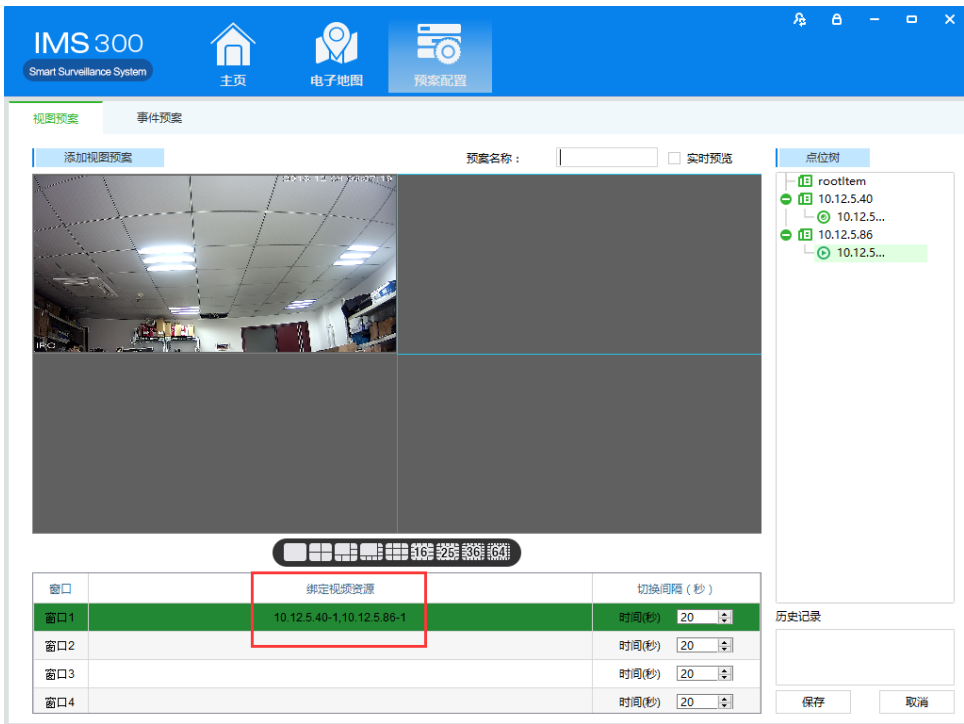 IMS 300
Smart Surveillance System
主页
电子地图
预案配置
视图预案
事件预案
添加视图预案
预案名称：
实时预览
点位树
rootItem
10.12.5.40
10.12.5...
10.12.5.86
10.12.5...
IPC
16 25 36 64
窗口
绑定视频资源
切换间隔（秒）
窗口1
10.12.5.40-1,10.12.5.86-1
时间(秒) 20
窗口2
时间(秒) 20
窗口3
时间(秒) 20
窗口4
时间(秒) 20
历史记录
保存
取消